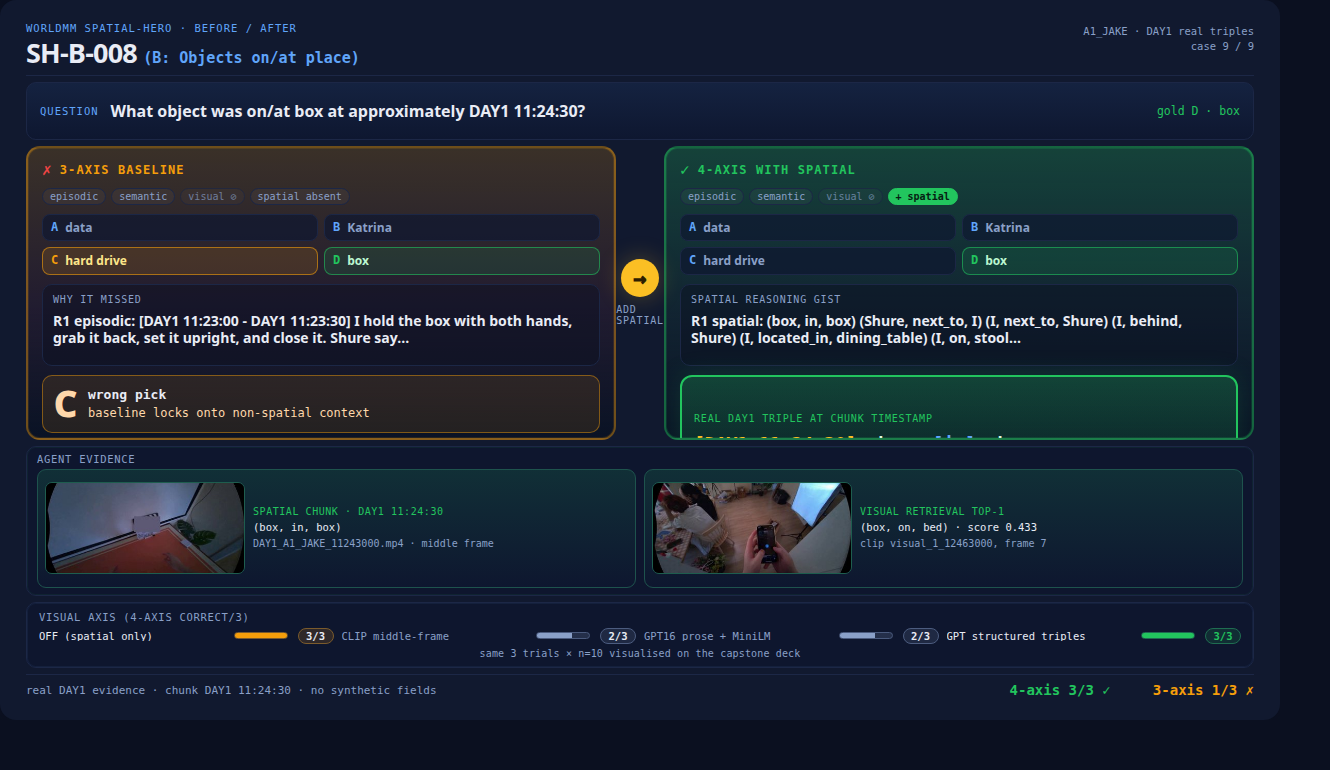 WORLDMM SPATIAL-HERO · BEFORE / AFTER
SH-B-008 (B: Objects on/at place)
A1_JAKE · DAY1 real triples
case 9 / 9
QUESTION What object was on/at box at approximately DAY1 11:24:30?
gold D · box
✗ 3-AXIS BASELINE
episodic semantic visual ⊘ spatial absent
A data
B Katrina
C hard drive
D box
WHY IT MISSED
R1 episodic: [DAY1 11:23:00 - DAY1 11:23:30] I hold the box with both hands,
grab it back, set it upright, and close it. Shure say...
C wrong pick
baseline locks onto non-spatial context
→
ADD
SPATIAL
✓ 4-AXIS WITH SPATIAL
episodic semantic visual ⊘ + spatial
A data
B Katrina
C hard drive
D box
SPATIAL REASONING GIST
R1 spatial: (box, in, box) (Shure, next_to, I) (I, next_to, Shure) (I, behind,
Shure) (I, located_in, dining_table) (I, on, stool...
REAL DAY1 TRIPLE AT CHUNK TIMESTAMP
AGENT EVIDENCE
SPATIAL CHUNK · DAY1 11:24:30
(box, in, box)
DAY1_A1_JAKE_11243000.mp4 · middle frame
VISUAL RETRIEVAL TOP-1
(box, on, bed) · score 0.433
clip visual_1_12463000, frame 7
VISUAL AXIS (4-AXIS CORRECT/3)
OFF (spatial only) 3/3
CLIP middle-frame 2/3
GPT16 prose + MiniLM 2/3
GPT structured triples 3/3
same 3 trials × n=10 visualised on the capstone deck
real DAY1 evidence · chunk DAY1 11:24:30 · no synthetic fields
4-axis 3/3 ✓
3-axis 1/3 ✗